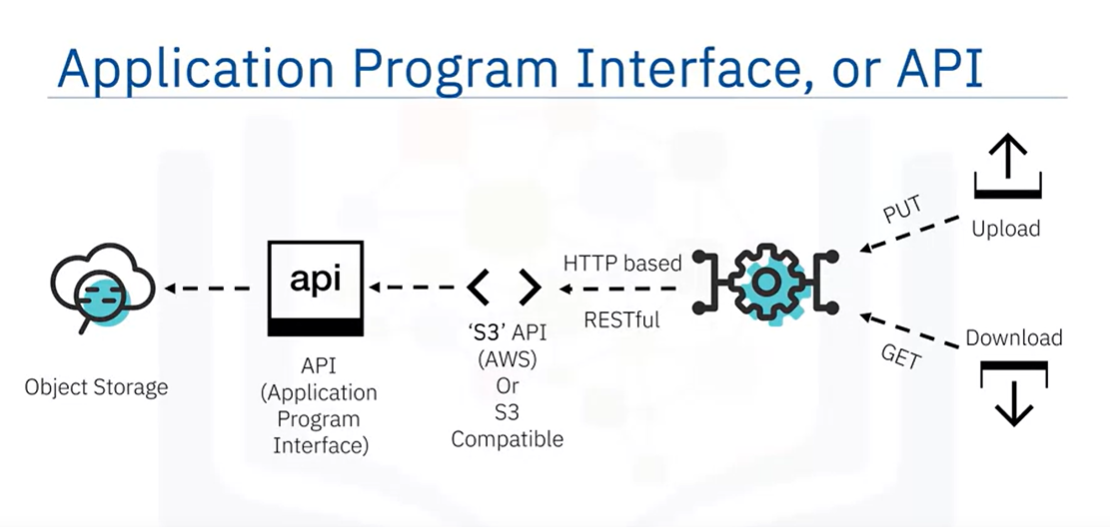 Application Program Interface, or API
Object Storage
api
API
(Application
Program
Interface)
‘S3’ API
(AWS)
Or
S3
Compatible
HTTP based
RESTful
PUT
Upload
GET
Download